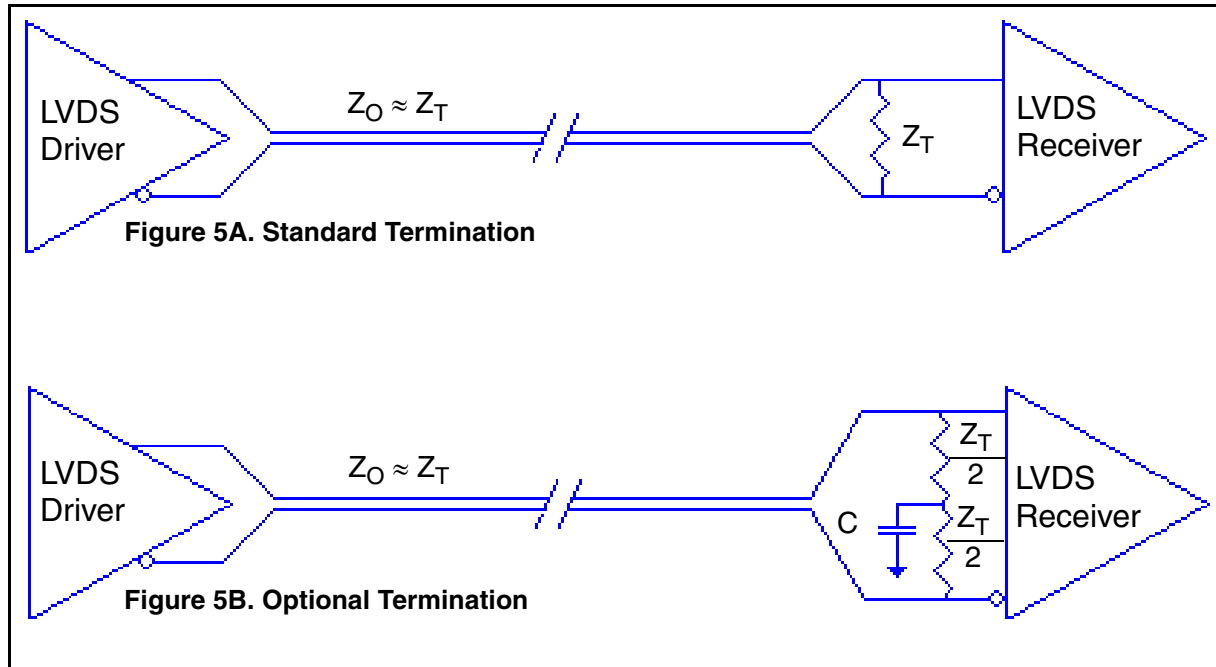 LVDS
Driver
Z_O ≈ Z_T
Z_T
LVDS
Receiver
Figure 5A. Standard Termination
LVDS
Driver
Z_O ≈ Z_T
C
Z_T
2
Z_T
2
LVDS
Receiver
Figure 5B. Optional Termination